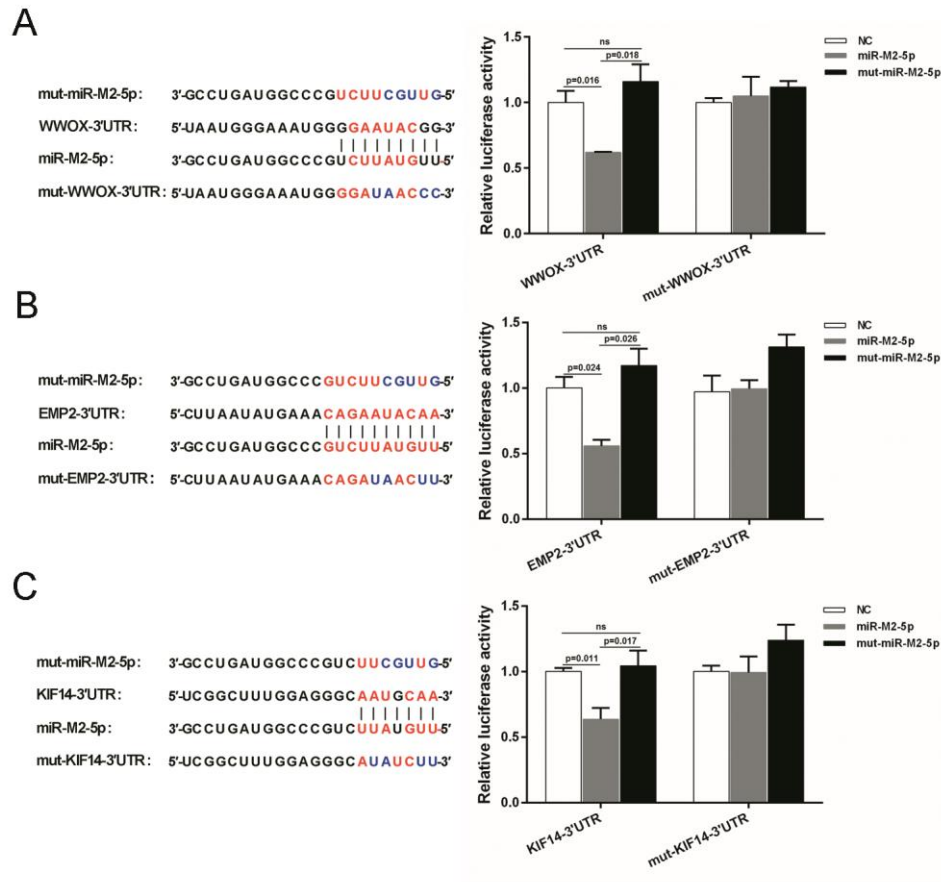 A
mut-miR-M2-5p: 3'-GCCUGAUGGCCCGUCUUCGUUG-5'
WWOX-3'UTR: 5'-UAAUGGGAAAUGGGGAAUACGG-3'
miR-M2-5p: 3'-GCCUGAUGGCCCGUCUUAUGUU-5'
mut-WWOX-3'UTR: 5'-UAAUGGGAAAUGGGGAUAACCC-3'
Relative luciferase activity
1.5
1.0
0.5
0.0
ns
p=0.018
p=0.016
NC
miR-M2-5p
mut-miR-M2-5p
WWOX-3'UTR
mut-WWOX-3'UTR
B
mut-miR-M2-5p: 3'-GCCUGAUGGCCCGUCUUCGUUG-5'
EMP2-3'UTR: 5'-CUUAAUAUGAAACAGAAUACAA-3'
miR-M2-5p: 3'-GCCUGAUGGCCCGUCUUAUGUU-5'
mut-EMP2-3'UTR: 5'-CUUAAUAUGAAACAGAUAACUU-3'
Relative luciferase activity
1.5
1.0
0.5
0.0
ns
p=0.026
p=0.024
NC
miR-M2-5p
mut-miR-M2-5p
EMP2-3'UTR
mut-EMP2-3'UTR
C
mut-miR-M2-5p: 3'-GCCUGAUGGCCCGUCUUCGUUG-5'
KIF14-3'UTR: 5'-UCGGCUUUGGAGGGCAAUGCAA-3'
miR-M2-5p: 3'-GCCUGAUGGCCCGUCUUAUGUU-5'
mut-KIF14-3'UTR: 5'-UCGGCUUUGGAGGGCAUAUCUU-3'
Relative luciferase activity
1.5
1.0
0.5
0.0
ns
p=0.017
p=0.011
NC
miR-M2-5p
mut-miR-M2-5p
KIF14-3'UTR
mut-KIF14-3'UTR